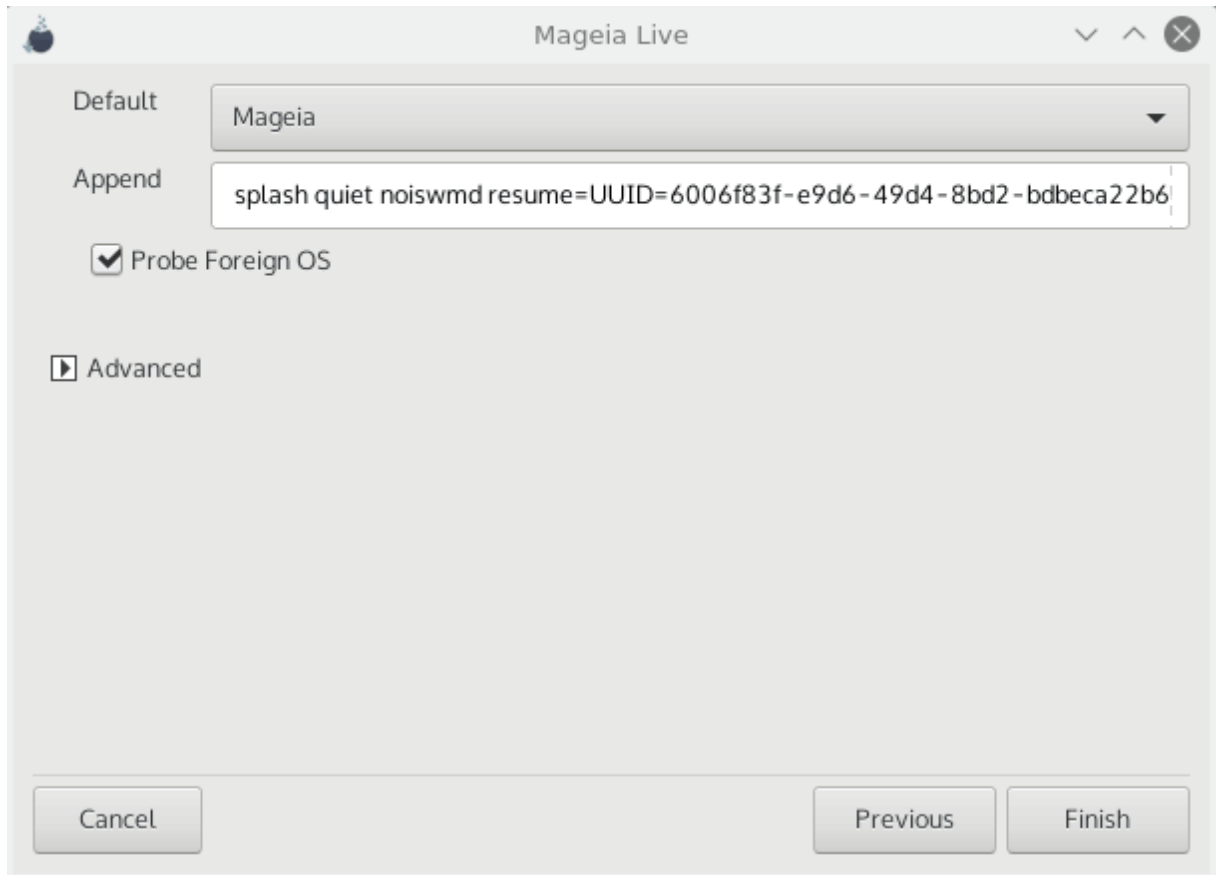 Mageia Live
Default
Mageia
Append
splash quiet noiswmd resume=UUID=6006f83f-e9d6-49d4-8bd2-bdbeca22b6
Probe Foreign OS
Advanced
Cancel
Previous
Finish